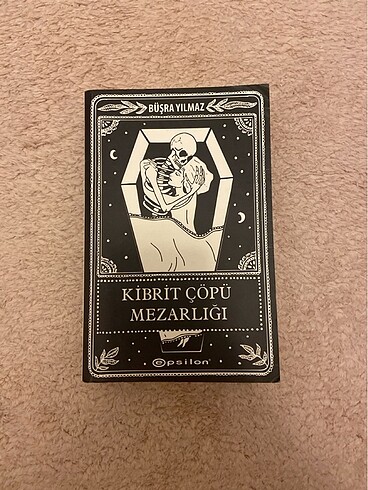 BÜŞRA YILMAZ
KİBRİT ÇÖPÜ
MEZARLIĞI
epsilon